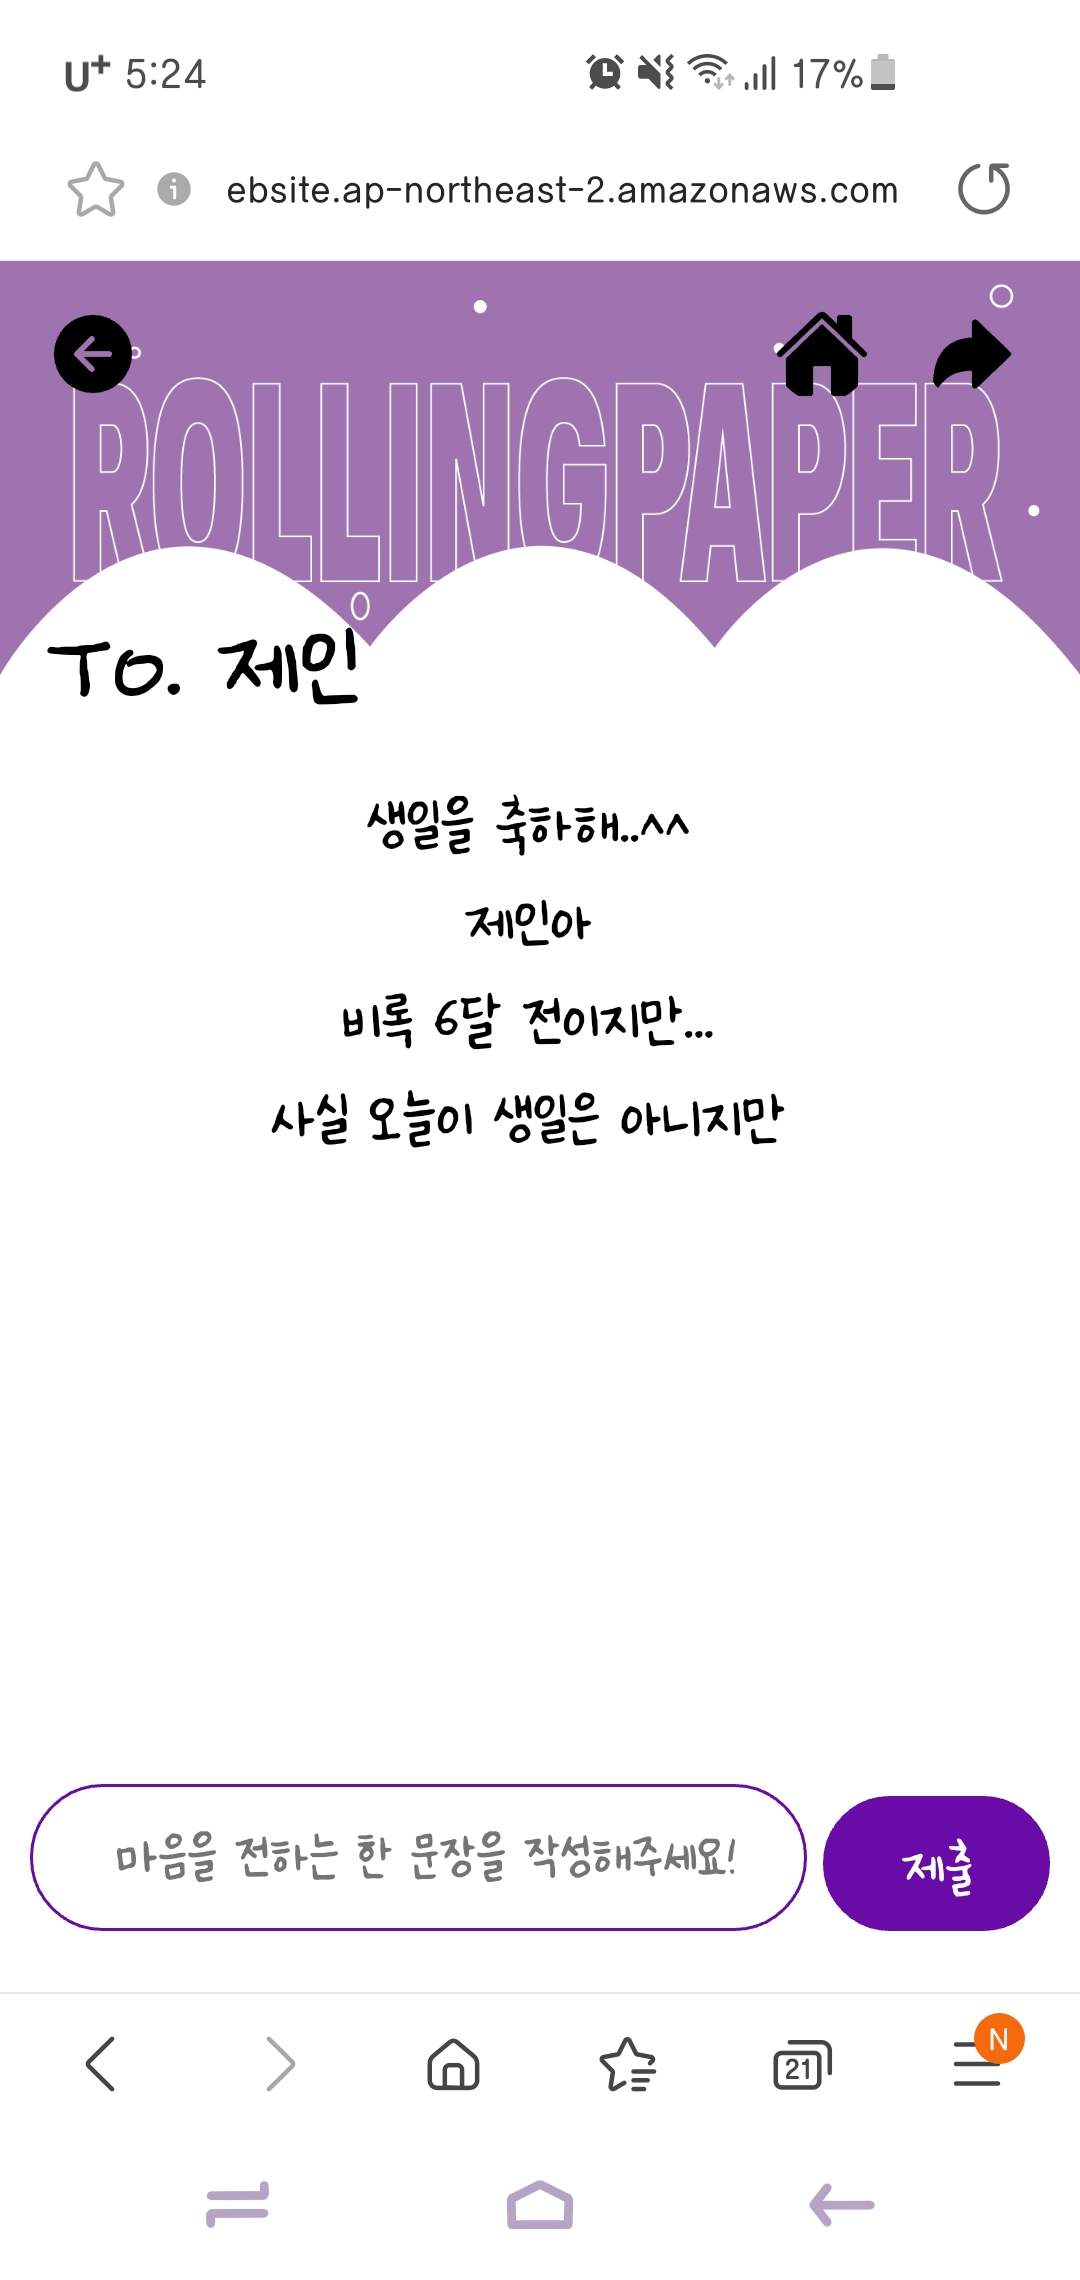 U+ 5:24 17%
ebsite.ap-northeast-2.amazonaws.com
ROLLINGPAPER
TO. 제인
생일을 축하해..^^
제인아
비록 6달 전이지만...
사실 오늘이 생일은 아니지만
마음을 전하는 한 문장을 작성해주세요!
제출
21
N